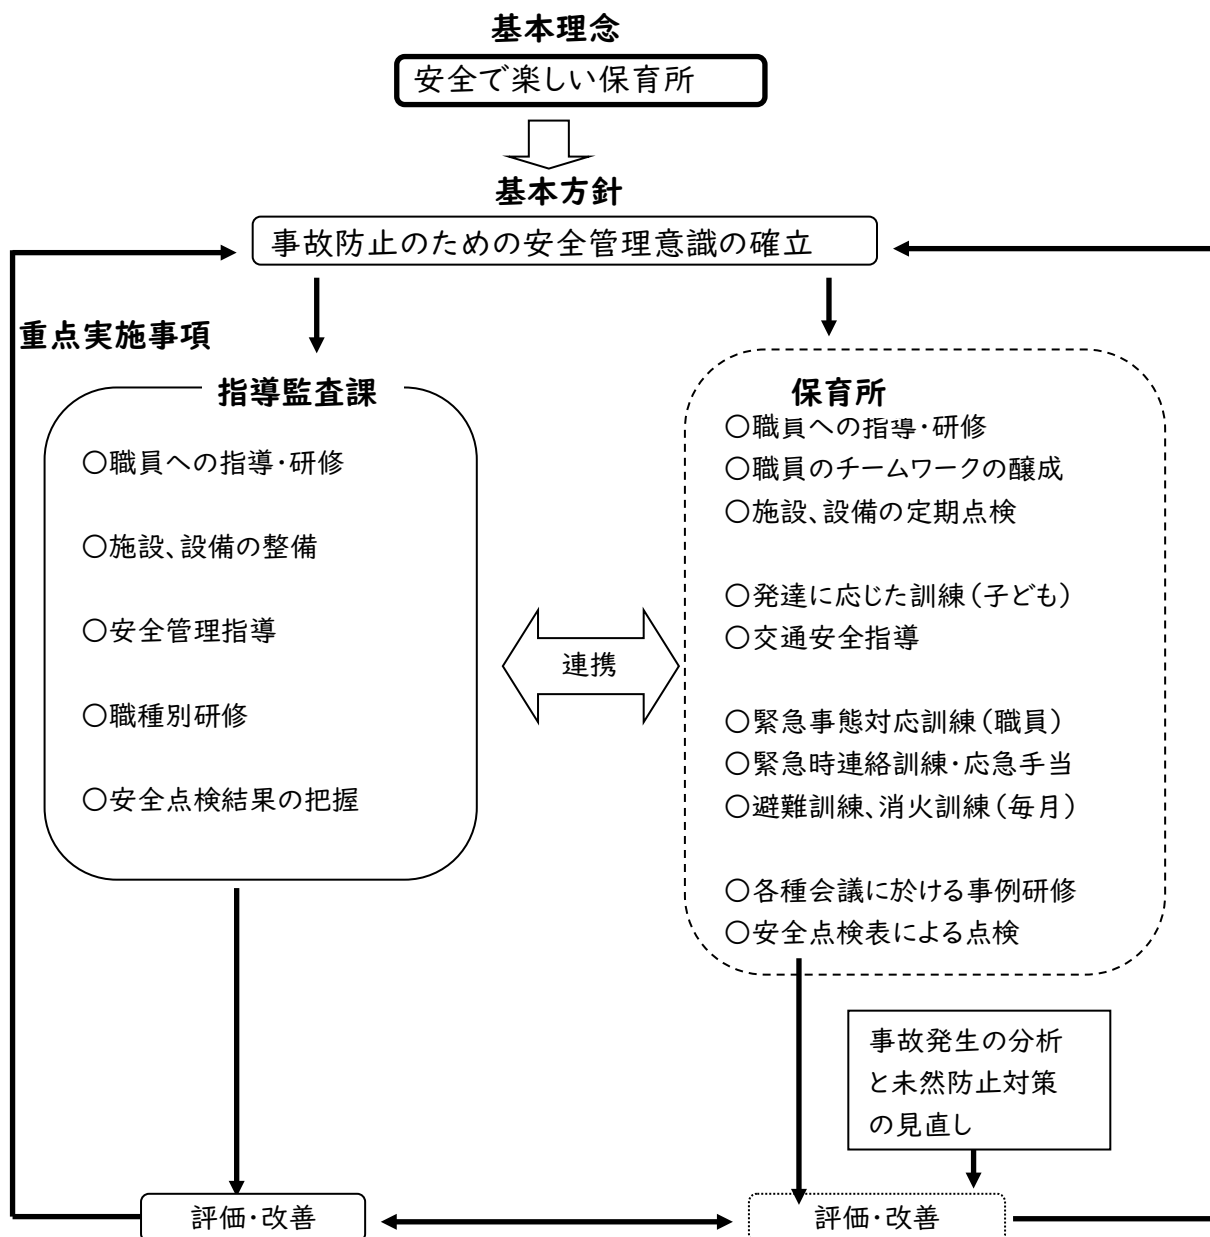 基本理念
安全で楽しい保育所
基本方針
事故防止のための安全管理意識の確立
重点実施事項
指導監査課
○職員への指導・研修
○施設、設備の整備
○安全管理指導
○職種別研修
○安全点検結果の把握
連携
保育所
○職員への指導・研修
○職員のチームワークの醸成
○施設、設備の定期点検
○発達に応じた訓練（子ども）
○交通安全指導
○緊急事態対応訓練（職員）
○緊急時連絡訓練・応急手当
○避難訓練、消火訓練（毎月）
○各種会議に於ける事例研修
○安全点検表による点検
事故発生の分析
と未然防止対策
の見直し
評価・改善
評価・改善